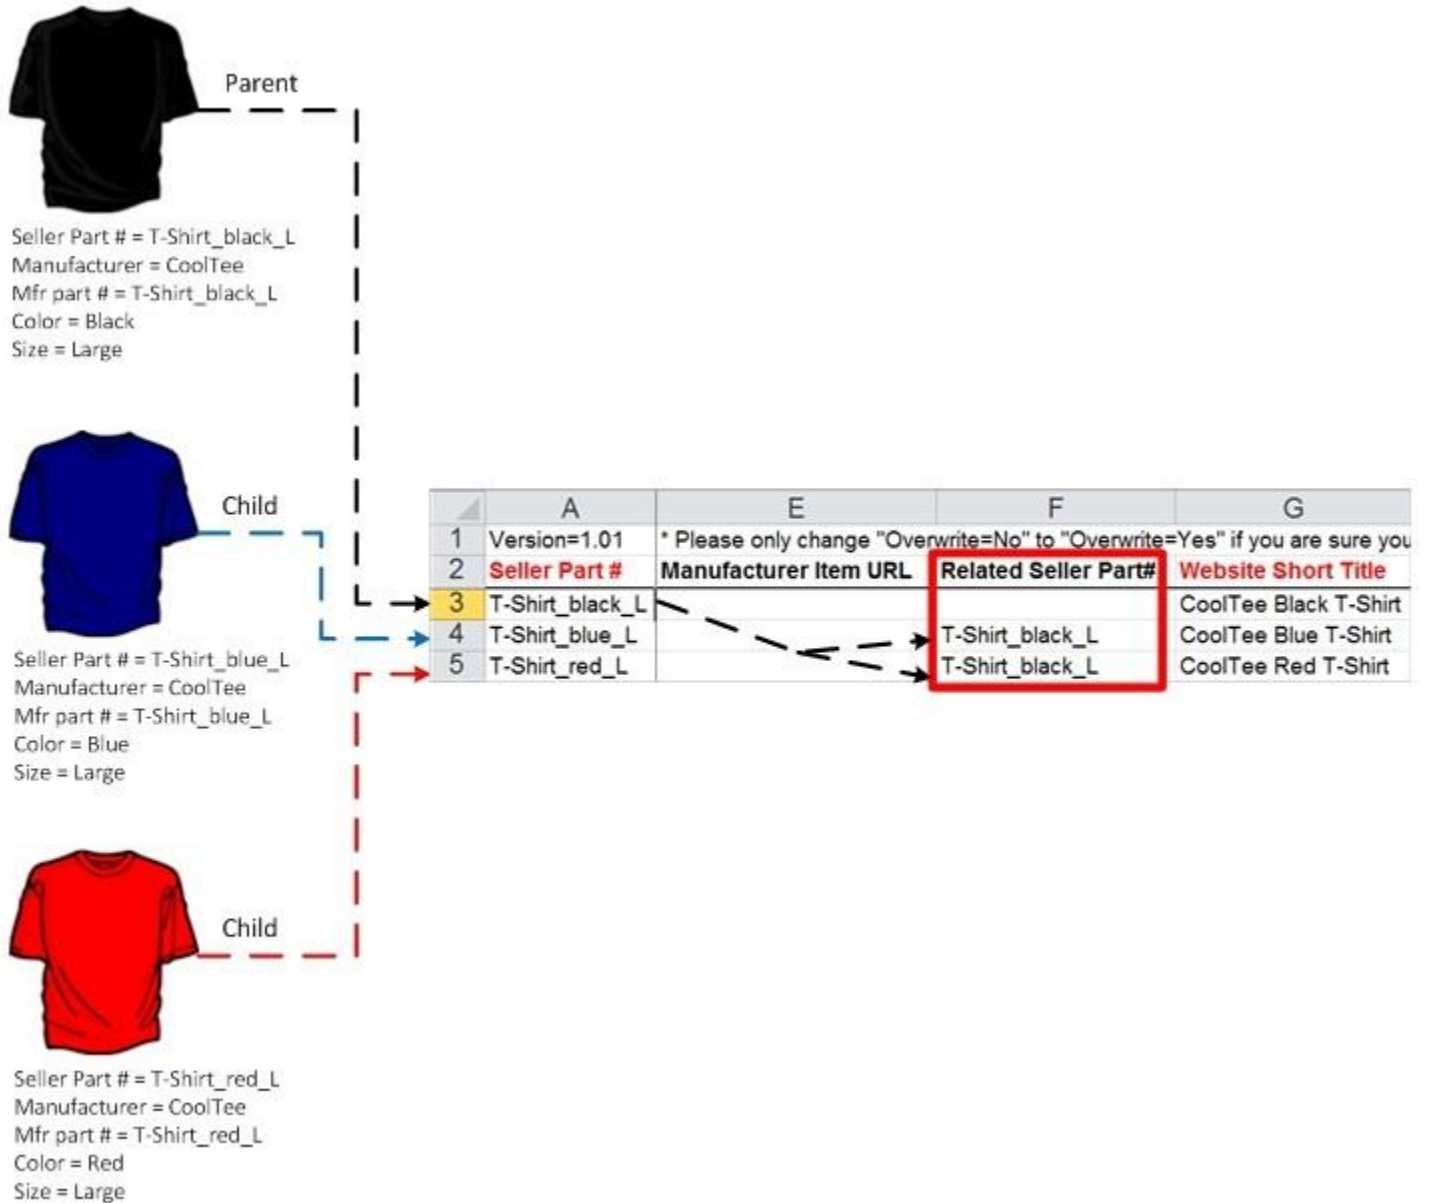 Parent
Seller Part # = T-Shirt_black_L
Manufacturer = CoolTee
Mfr part # = T-Shirt_black_L
Color = Black
Size = Large
Child
Seller Part # = T-Shirt_blue_L
Manufacturer = CoolTee
Mfr part # = T-Shirt_blue_L
Color = Blue
Size = Large
Child
Seller Part # = T-Shirt_red_L
Manufacturer = CoolTee
Mfr part # = T-Shirt_red_L
Color = Red
Size = Large
A E F G
1 Version=1.01 * Please only change "Overwrite=No" to "Overwrite=Yes" if you are sure you
2 Seller Part # Manufacturer Item URL Related Seller Part# Website Short Title
3 T-Shirt_black_L CoolTee Black T-Shirt
4 T-Shirt_blue_L T-Shirt_black_L CoolTee Blue T-Shirt
5 T-Shirt_red_L T-Shirt_black_L CoolTee Red T-Shirt